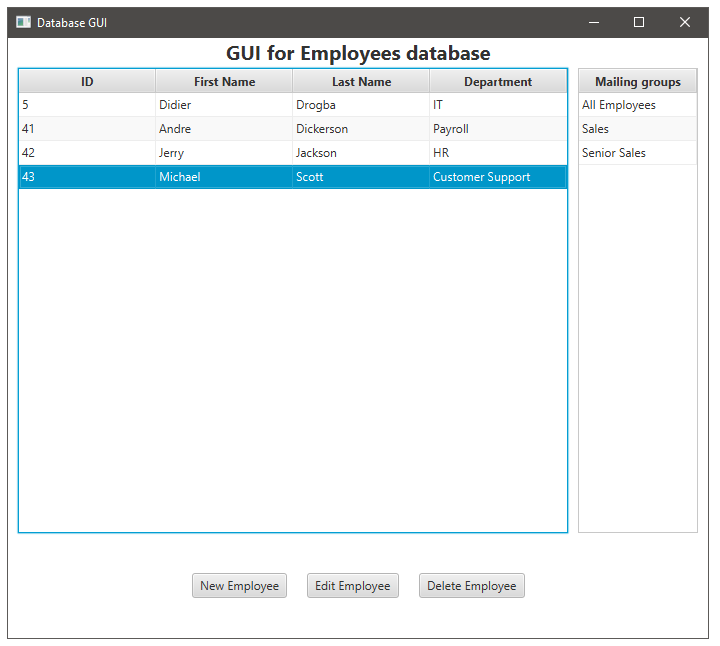 Database GUI
GUI for Employees database
ID First Name Last Name Department Mailing groups
5 Didier Drogba IT All Employees
41 Andre Dickerson Payroll Sales
42 Jerry Jackson HR Senior Sales
43 Michael Scott Customer Support
New Employee Edit Employee Delete Employee